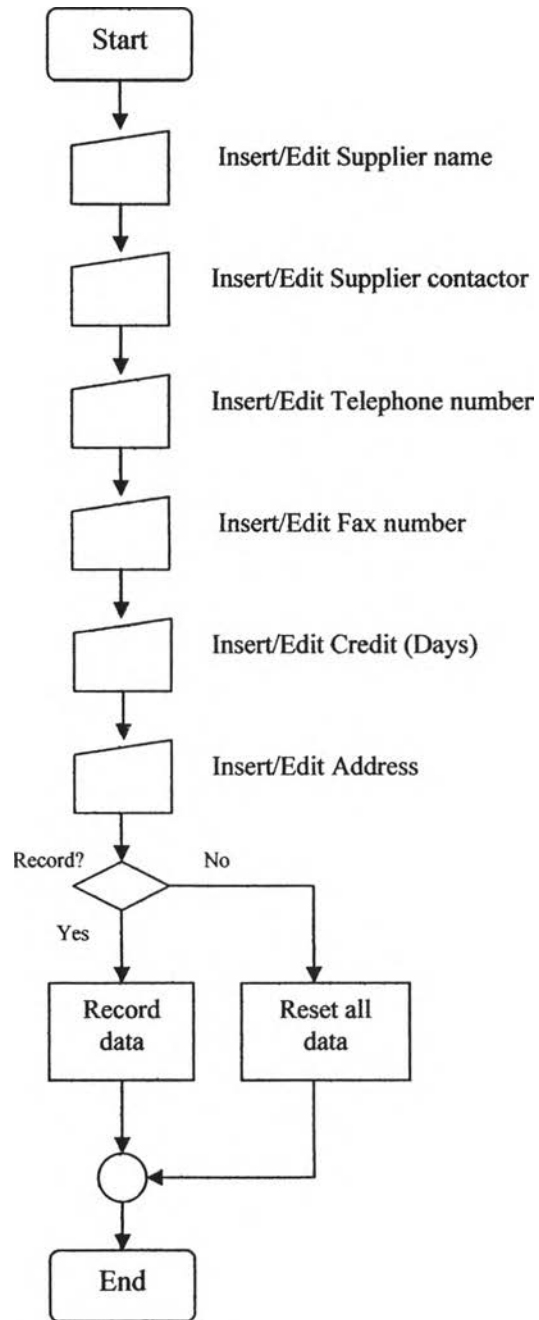 Start
Insert/Edit Supplier name
Insert/Edit Supplier contactor
Insert/Edit Telephone number
Insert/Edit Fax number
Insert/Edit Credit (Days)
Insert/Edit Address
Record?
No
Yes
Record
data
Reset all
data
End